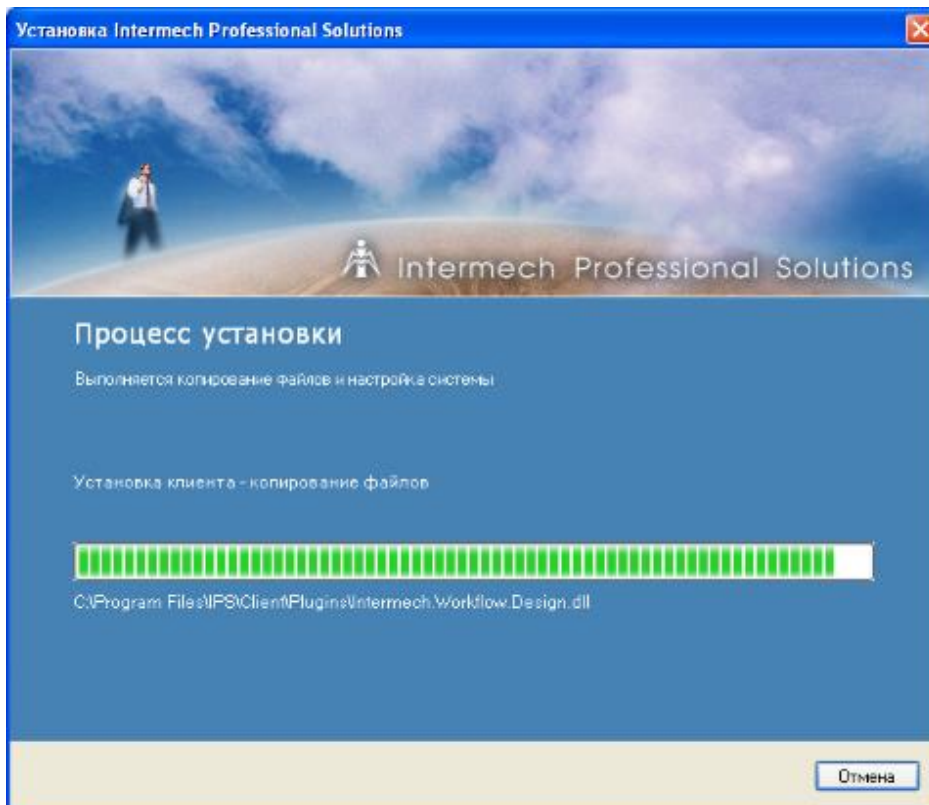 Установка Intermech Professional Solutions
Intermech Professional Solutions
Процесс установки
Выполняется копирование файлов и настройка системы
Установка клиента - копирование файлов
C:\Program Files\IPS\Client\Plugins\Intermech.Workflow.Design.dll
Отмена